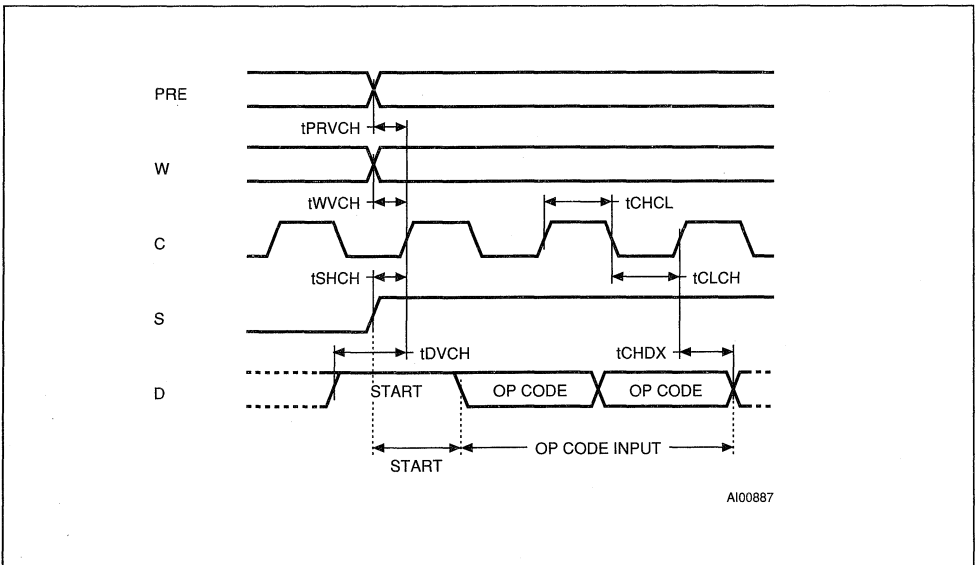 PRE
tPRVCH
W
tWVCH
tCHCL
C
tSHCH
tCLCH
S
tDVCH
tCHDX
D
START
OP CODE
OP CODE
OP CODE INPUT
START
AI00887